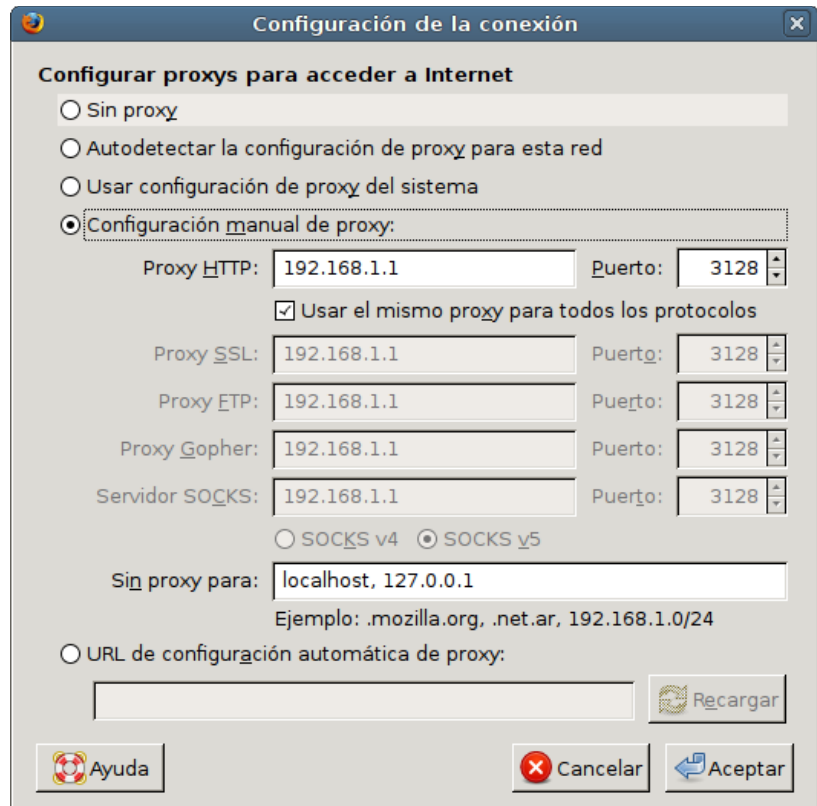 Configuración de la conexión
Configurar proxys para acceder a Internet
Sin proxy
Autodetectar la configuración de proxy para esta red
Usar configuración de proxy del sistema
Configuración manual de proxy:
Proxy HTTP: 192.168.1.1 Puerto: 3128
Usar el mismo proxy para todos los protocolos
Proxy SSL: 192.168.1.1 Puerto: 3128
Proxy FTP: 192.168.1.1 Puerto: 3128
Proxy Gopher: 192.168.1.1 Puerto: 3128
Servidor SOCKS: 192.168.1.1 Puerto: 3128
SOCKS v4 SOCKS v5
Sin proxy para: localhost, 127.0.0.1
Ejemplo: .mozilla.org, .net.ar, 192.168.1.0/24
URL de configuración automática de proxy:
Recargar
Ayuda Cancelar Aceptar